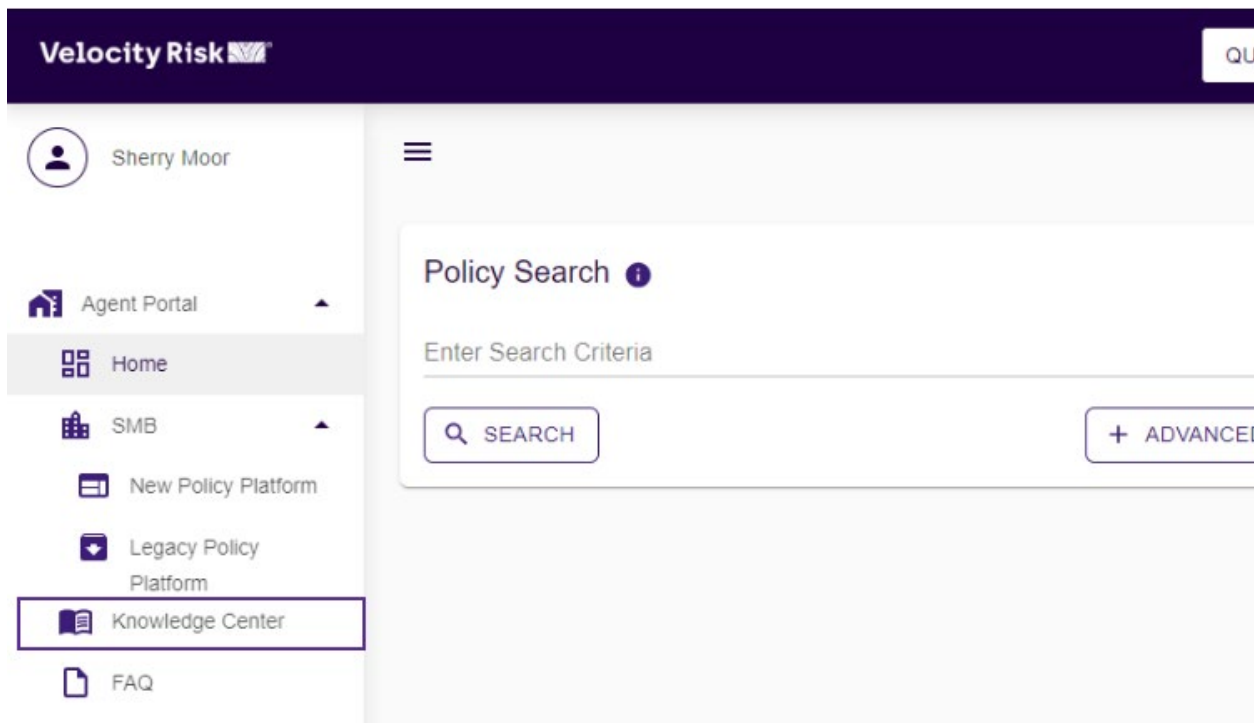 Velocity Risk
QU
Sherry Moor
Policy Search
Agent Portal
Enter Search Criteria
Home
SEARCH
+ ADVANCED
SMB
New Policy Platform
Legacy Policy
Platform
Knowledge Center
FAQ